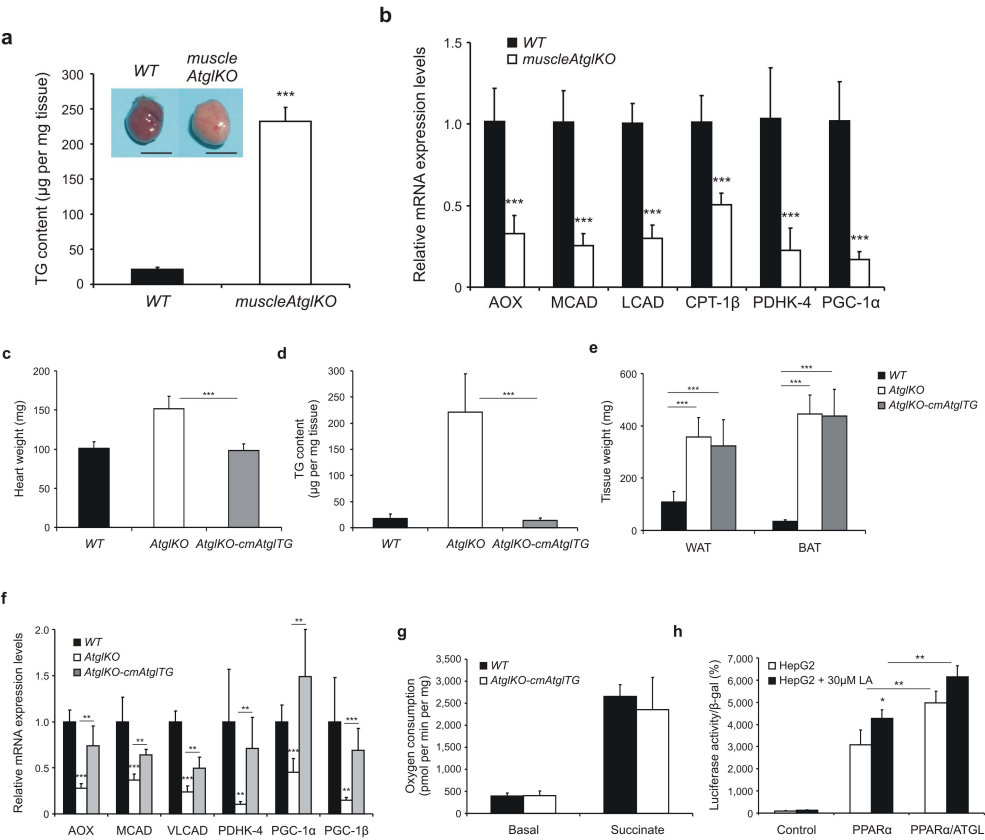 a
TG content (µg per mg tissue)
300
250
200
150
100
50
0
WT
muscle
AtglKO
***
WT
muscleAtglKO
b
Relative mRNA expression levels
1.5
1.0
0.5
0
WT
muscleAtglKO
***
***
***
***
***
***
AOX
MCAD
LCAD
CPT-1β
PDHK-4
PGC-1α
c
Heart weight (mg)
200
150
100
50
0
***
WT
AtglKO
AtglKO-cmAtglTG
d
TG content
(µg per mg tissue)
300
250
200
150
100
50
0
***
WT
AtglKO
AtglKO-cmAtglTG
e
Tissue weight (mg)
600
400
200
0
***
***
***
***
WT
AtglKO
AtglKO-cmAtglTG
WAT
BAT
f
Relative mRNA expression levels
2.0
1.5
1.0
0.5
0
WT
AtglKO
AtglKO-cmAtglTG
***
**
***
**
***
**
**
**
***
**
**
***
AOX
MCAD
VLCAD
PDHK-4
PGC-1α
PGC-1β
g
Oxygen consumption
(pmol per min per mg)
3,500
3,000
2,500
2,000
1,500
1,000
500
0
WT
AtglKO-cmAtglTG
Basal
Succinate
h
Luciferase activity/β-gal (%)
7,000
6,000
5,000
4,000
3,000
2,000
1,000
0
HepG2
HepG2 + 30µM LA
*
**
**
Control
PPARα
PPARα/ATGL